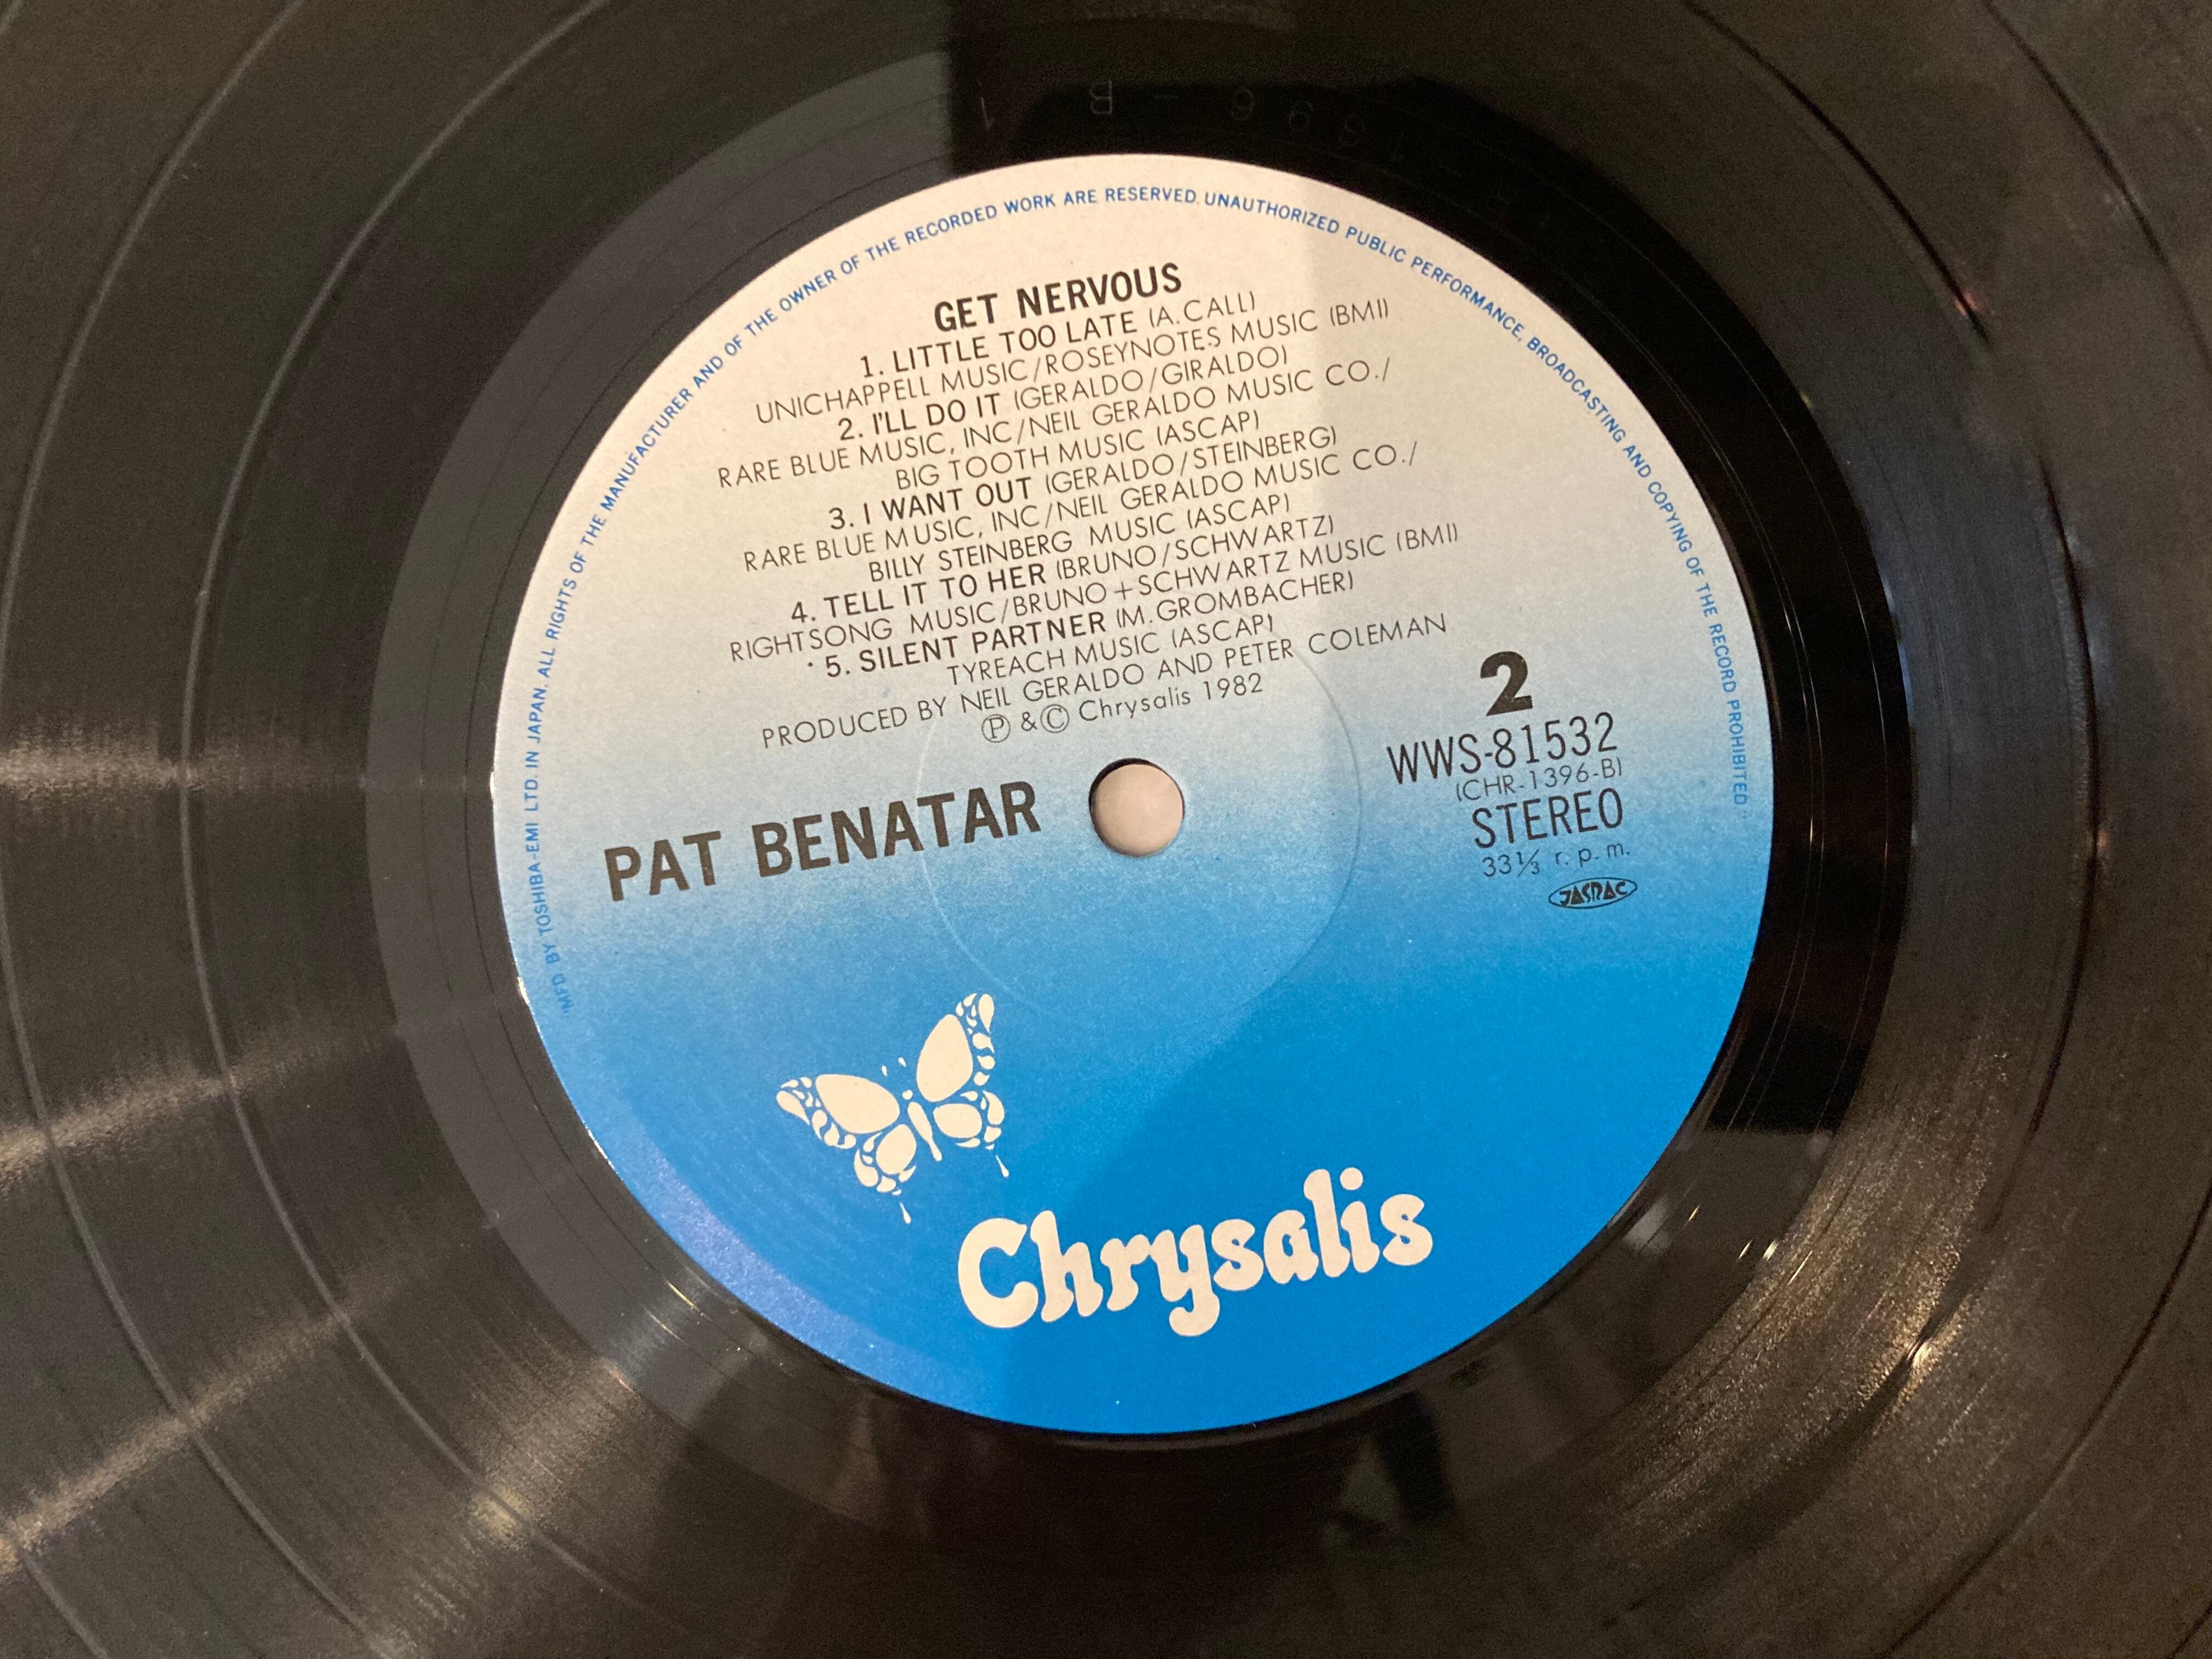 MFD BY TOSHIBA-EMI LTD. IN JAPAN. ALL RIGHTS OF THE MANUFACTURER AND OF THE OWNER OF THE RECORDED WORK ARE RESERVED. UNAUTHORIZED PUBLIC PERFORMANCE, BROADCASTING AND COPYING OF THE RECORD PROHIBITED
GET NERVOUS
1. LITTLE TOO LATE (A.CALL)
UNICHAPPELL MUSIC/ROSEYNOTES MUSIC (BMI)
2. I'LL DO IT (GERALDO/GIRALDO)
RARE BLUE MUSIC, INC/NEIL GERALDO MUSIC CO./
BIG TOOTH MUSIC (ASCAP)
3. I WANT OUT (GERALDO/STEINBERG)
RARE BLUE MUSIC, INC/NEIL GERALDO MUSIC CO./
BILLY STEINBERG MUSIC (ASCAP)
4. TELL IT TO HER (BRUNO/SCHWARTZ)
RIGHTSONG MUSIC/BRUNO+SCHWARTZ MUSIC (BMI)
5. SILENT PARTNER (M.GROMBACHER)
TYREACH MUSIC (ASCAP)
PRODUCED BY NEIL GERALDO AND PETER COLEMAN
Ⓟ & © Chrysalis 1982
2
WWS-81532
(CHR-1396-B)
STEREO
33⅓ r.p.m.
JASRAC
PAT BENATAR
Chrysalis